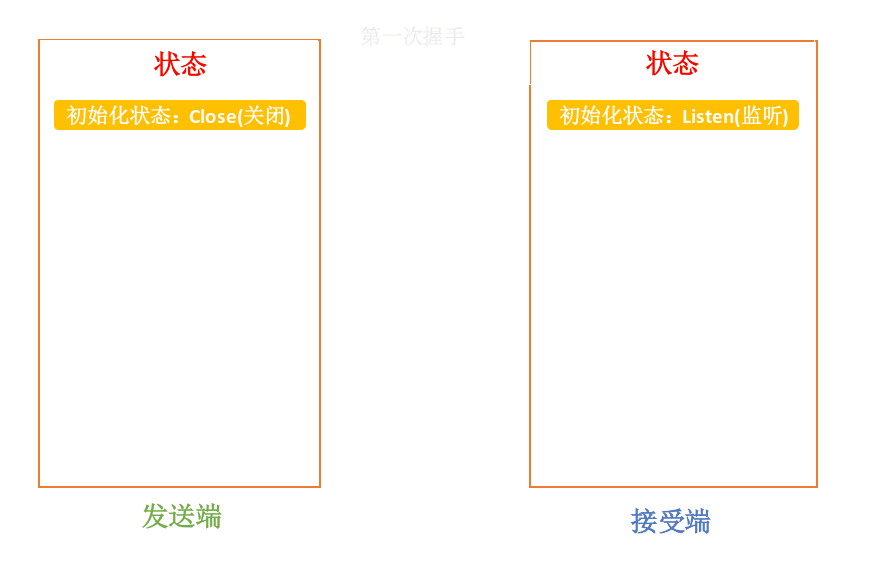 第一次握手
状态
状态
初始化状态：Close(关闭)
初始化状态：Listen(监听)
发送端
接受端